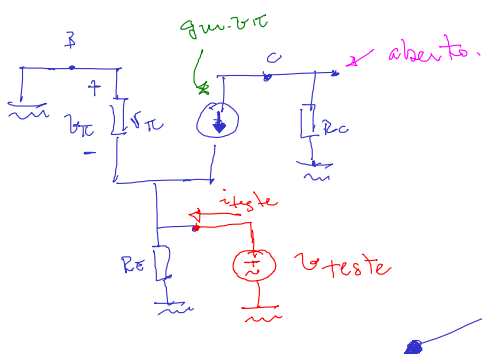 gm.vπ
B
C
aberto.
+
vπ
rπ
-
RC
iteste
RE
+
vteste